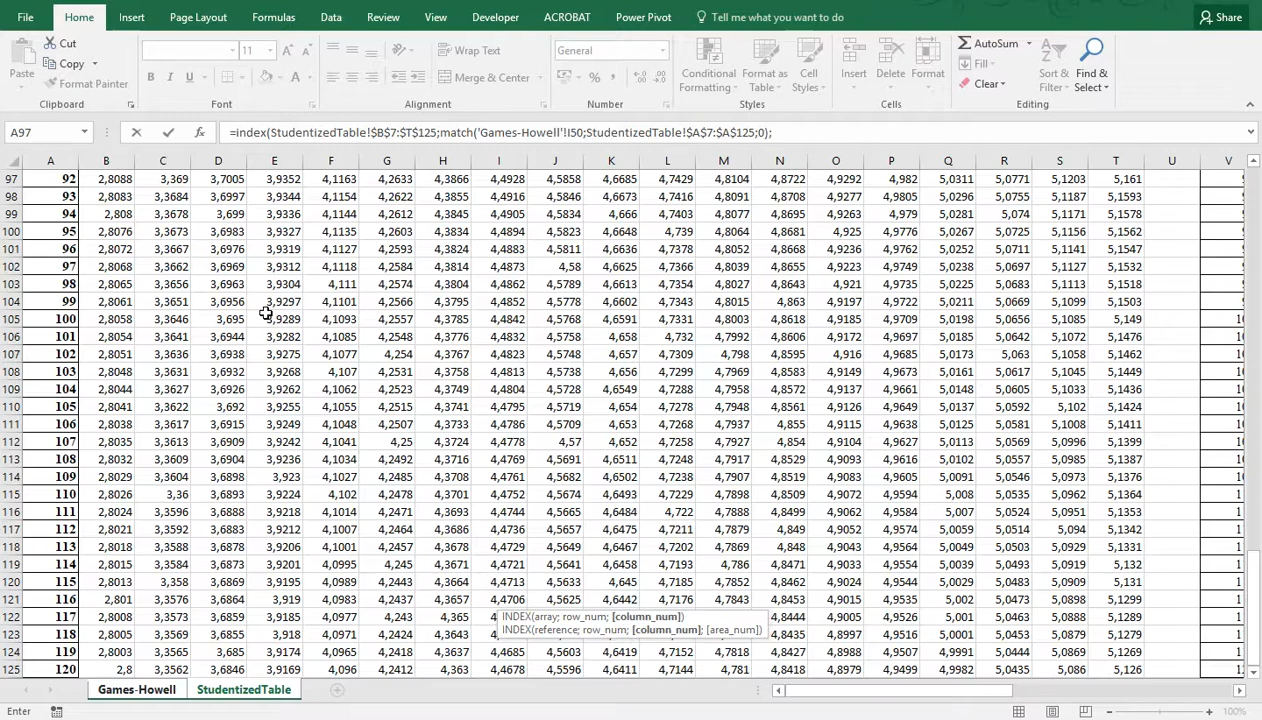 File Home Insert Page Layout Formulas Data Review View Developer ACROBAT Power Pivot Tell me what you want to do Share
Cut
Copy
Format Painter
Paste
Clipboard
11
Font
Wrap Text
Merge & Center
Alignment
General
Number
Conditional Formatting
Format as Table
Cell Styles
Styles
Insert Delete Format
Cells
AutoSum
Fill
Clear
Sort & Filter
Find & Select
Editing
A97 fx =index(StudentizedTable!$B$7:$T$125;match('Games-Howell'!I50;StudentizedTable!$A$7:$A$125;0);
A B C D E F G H I J K L M N O P Q R S T U V
97 92 2,8088 3,369 3,7005 3,9352 4,1163 4,2633 4,3866 4,4928 4,5858 4,6685 4,7429 4,8104 4,8722 4,9292 4,982 5,0311 5,0771 5,1203 5,161
98 93 2,8083 3,3684 3,6997 3,9344 4,1154 4,2622 4,3855 4,4916 4,5846 4,6673 4,7416 4,8091 4,8708 4,9279 4,9805 5,0296 5,0755 5,1187 5,1593
99 94 2,808 3,3678 3,699 3,9336 4,1144 4,2612 4,3845 4,4905 4,5834 4,666 4,7403 4,8077 4,8695 4,9263 4,979 5,0281 5,074 5,1171 5,1578
100 95 2,8076 3,3673 3,6983 3,9327 4,1135 4,2603 4,3834 4,4894 4,5823 4,6648 4,739 4,8064 4,8681 4,925 4,9776 5,0267 5,0725 5,1156 5,1562
101 96 2,8072 3,3667 3,6976 3,9319 4,1127 4,2593 4,3824 4,4883 4,5811 4,6636 4,7378 4,8052 4,8668 4,9236 4,9762 5,0252 5,0711 5,1141 5,1547
102 97 2,8068 3,3662 3,6969 3,9312 4,1118 4,2584 4,3814 4,4873 4,58 4,6625 4,7366 4,8039 4,8655 4,9223 4,9749 5,0238 5,0697 5,1127 5,1532
103 98 2,8065 3,3656 3,6963 3,9304 4,111 4,2574 4,3804 4,4862 4,5789 4,6613 4,7354 4,8027 4,8643 4,921 4,9735 5,0225 5,0683 5,1113 5,1518
104 99 2,8061 3,3651 3,6956 3,9297 4,1101 4,2566 4,3795 4,4852 4,5778 4,6602 4,7343 4,8015 4,863 4,9197 4,9722 5,0211 5,0669 5,1099 5,1503
105 100 2,8058 3,3646 3,695 3,9289 4,1093 4,2557 4,3785 4,4842 4,5768 4,6591 4,7331 4,8003 4,8618 4,9185 4,9709 5,0198 5,0656 5,1085 5,149
106 101 2,8054 3,3641 3,6944 3,9282 4,1085 4,2548 4,3776 4,4832 4,5758 4,658 4,732 4,7992 4,8606 4,9172 4,9697 5,0185 5,0642 5,1072 5,1476
107 102 2,8051 3,3636 3,6938 3,9275 4,1077 4,254 4,3767 4,4823 4,5748 4,657 4,7309 4,798 4,8595 4,916 4,9685 5,0173 5,063 5,1058 5,1462
108 103 2,8048 3,3631 3,6932 3,9268 4,107 4,2531 4,3758 4,4813 4,5738 4,656 4,7299 4,7969 4,8583 4,9149 4,9673 5,0161 5,0617 5,1045 5,1449
109 104 2,8044 3,3627 3,6926 3,9262 4,1062 4,2523 4,3749 4,4804 4,5728 4,6549 4,7288 4,7958 4,8572 4,9137 4,9661 5,0148 5,0605 5,1033 5,1436
110 105 2,8041 3,3622 3,692 3,9255 4,1055 4,2515 4,3741 4,4795 4,5719 4,654 4,7278 4,7948 4,8561 4,9126 4,9649 5,0137 5,0592 5,102 5,1424
111 106 2,8038 3,3617 3,6915 3,9249 4,1048 4,2507 4,3733 4,4786 4,5709 4,653 4,7268 4,7937 4,855 4,9115 4,9638 5,0125 5,0581 5,1008 5,1411
112 107 2,8035 3,3613 3,6909 3,9242 4,1041 4,25 4,3724 4,4778 4,57 4,652 4,7258 4,7927 4,854 4,9104 4,9627 5,0113 5,0569 5,0996 5,1399
113 108 2,8032 3,3609 3,6904 3,9236 4,1034 4,2492 4,3716 4,4769 4,5691 4,6511 4,7248 4,7917 4,8529 4,9093 4,9616 5,0102 5,0557 5,0985 5,1387
114 109 2,8029 3,3604 3,6898 3,923 4,1027 4,2485 4,3708 4,4761 4,5682 4,6502 4,7238 4,7907 4,8519 4,9083 4,9605 5,0091 5,0546 5,0973 5,1376
115 110 2,8026 3,36 3,6893 3,9224 4,102 4,2478 4,3701 4,4752 4,5674 4,6493 4,7229 4,7898 4,8509 4,9072 4,9594 5,008 5,0535 5,0962 5,1364
116 111 2,8024 3,3596 3,6888 3,9218 4,1014 4,2471 4,3693 4,4744 4,5665 4,6484 4,722 4,7888 4,8499 4,9062 4,9584 5,007 5,0524 5,0951 5,1353
117 112 2,8021 3,3592 3,6883 3,9212 4,1007 4,2464 4,3686 4,4736 4,5657 4,6475 4,7211 4,7879 4,849 4,9052 4,9574 5,0059 5,0514 5,094 5,1342
118 113 2,8018 3,3588 3,6878 3,9206 4,1001 4,2457 4,3678 4,4729 4,5649 4,6467 4,7202 4,7869 4,848 4,9043 4,9564 5,0049 5,0503 5,0929 5,1331
119 114 2,8015 3,3584 3,6873 3,9201 4,0995 4,245 4,3671 4,4721 4,5641 4,6458 4,7193 4,786 4,8471 4,9033 4,9554 5,0039 5,0493 5,0919 5,132
120 115 2,8013 3,358 3,6869 3,9195 4,0989 4,2443 4,3664 4,4713 4,5633 4,645 4,7185 4,7852 4,8462 4,9024 4,9544 5,0029 5,0483 5,0909 5,131
121 116 2,801 3,3576 3,6864 3,919 4,0983 4,2437 4,3657 4,4706 4,5625 4,6442 4,7176 4,7843 4,8453 4,9015 4,9535 5,002 5,0473 5,0898 5,1299
122 117 2,8008 3,3573 3,6859 3,9185 4,0977 4,243 4,365 INDEX(array; row_num; [column_num]) 4,8444 4,9005 4,9526 5,001 5,0463 5,0888 5,1289
123 118 2,8005 3,3569 3,6855 3,918 4,0971 4,2424 4,3643 INDEX(reference; row_num; [column_num]; [area_num]) 4,8435 4,8997 4,9516 5,0001 5,0454 5,0879 5,1279
124 119 2,8003 3,3565 3,685 3,9174 4,0965 4,2418 4,3637 4,4685 4,5603 4,6419 4,7152 4,7818 4,8427 4,8988 4,9507 4,9991 5,0444 5,0869 5,1269
125 120 2,8 3,3562 3,6846 3,9169 4,096 4,2412 4,363 4,4678 4,5596 4,6411 4,7144 4,781 4,8418 4,8979 4,9499 4,9982 5,0435 5,086 5,126
Games-Howell StudentizedTable
Enter 100%